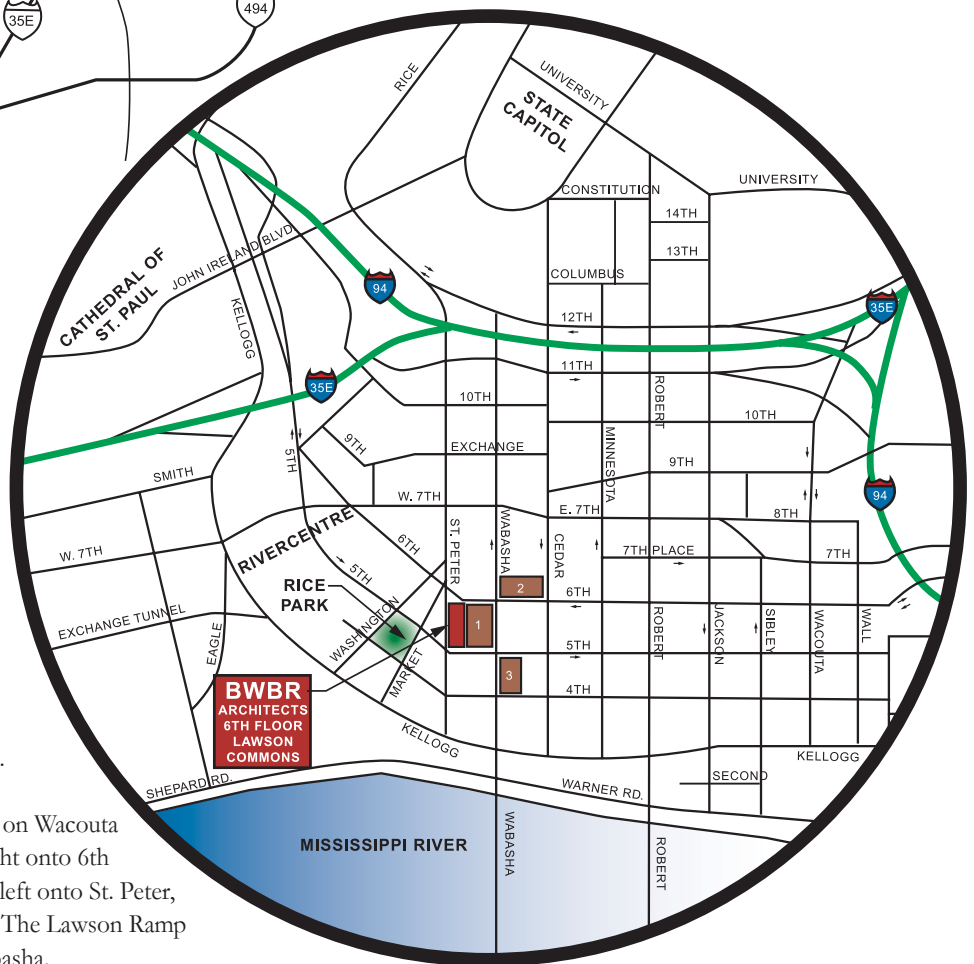 35E
494
RICE
UNIVERSITY
STATE
CAPITOL
CONSTITUTION
UNIVERSITY
14TH
13TH
COLUMBUS
CATHEDRAL OF
ST. PAUL
JOHN IRELAND BLVD
KELLOGG
94
35E
12TH
11TH
35E
ROBERT
10TH
10TH
MINNESOTA
9TH
EXCHANGE
9TH
5TH
SMITH
94
W. 7TH
E. 7TH
8TH
RIVERCENTRE
6TH
ST. PETER
WABASHA
CEDAR
7TH PLACE
7TH
W. 7TH
5TH
RICE
PARK
2
6TH
EXCHANGE TUNNEL
EAGLE
WASHINGTON
MARKET
1
ROBERT
JACKSON
SIBLEY
WACOUTA
WALL
5TH
3
4TH
BWBR
ARCHITECTS
6TH FLOOR
LAWSON
COMMONS
KELLOGG
KELLOGG
SECOND
SHEPARD RD.
WARNER RD.
MISSISSIPPI RIVER
WABASHA
ROBERT
.
on Wacouta
ht onto 6th
left onto St. Peter,
The Lawson Ramp
basha.